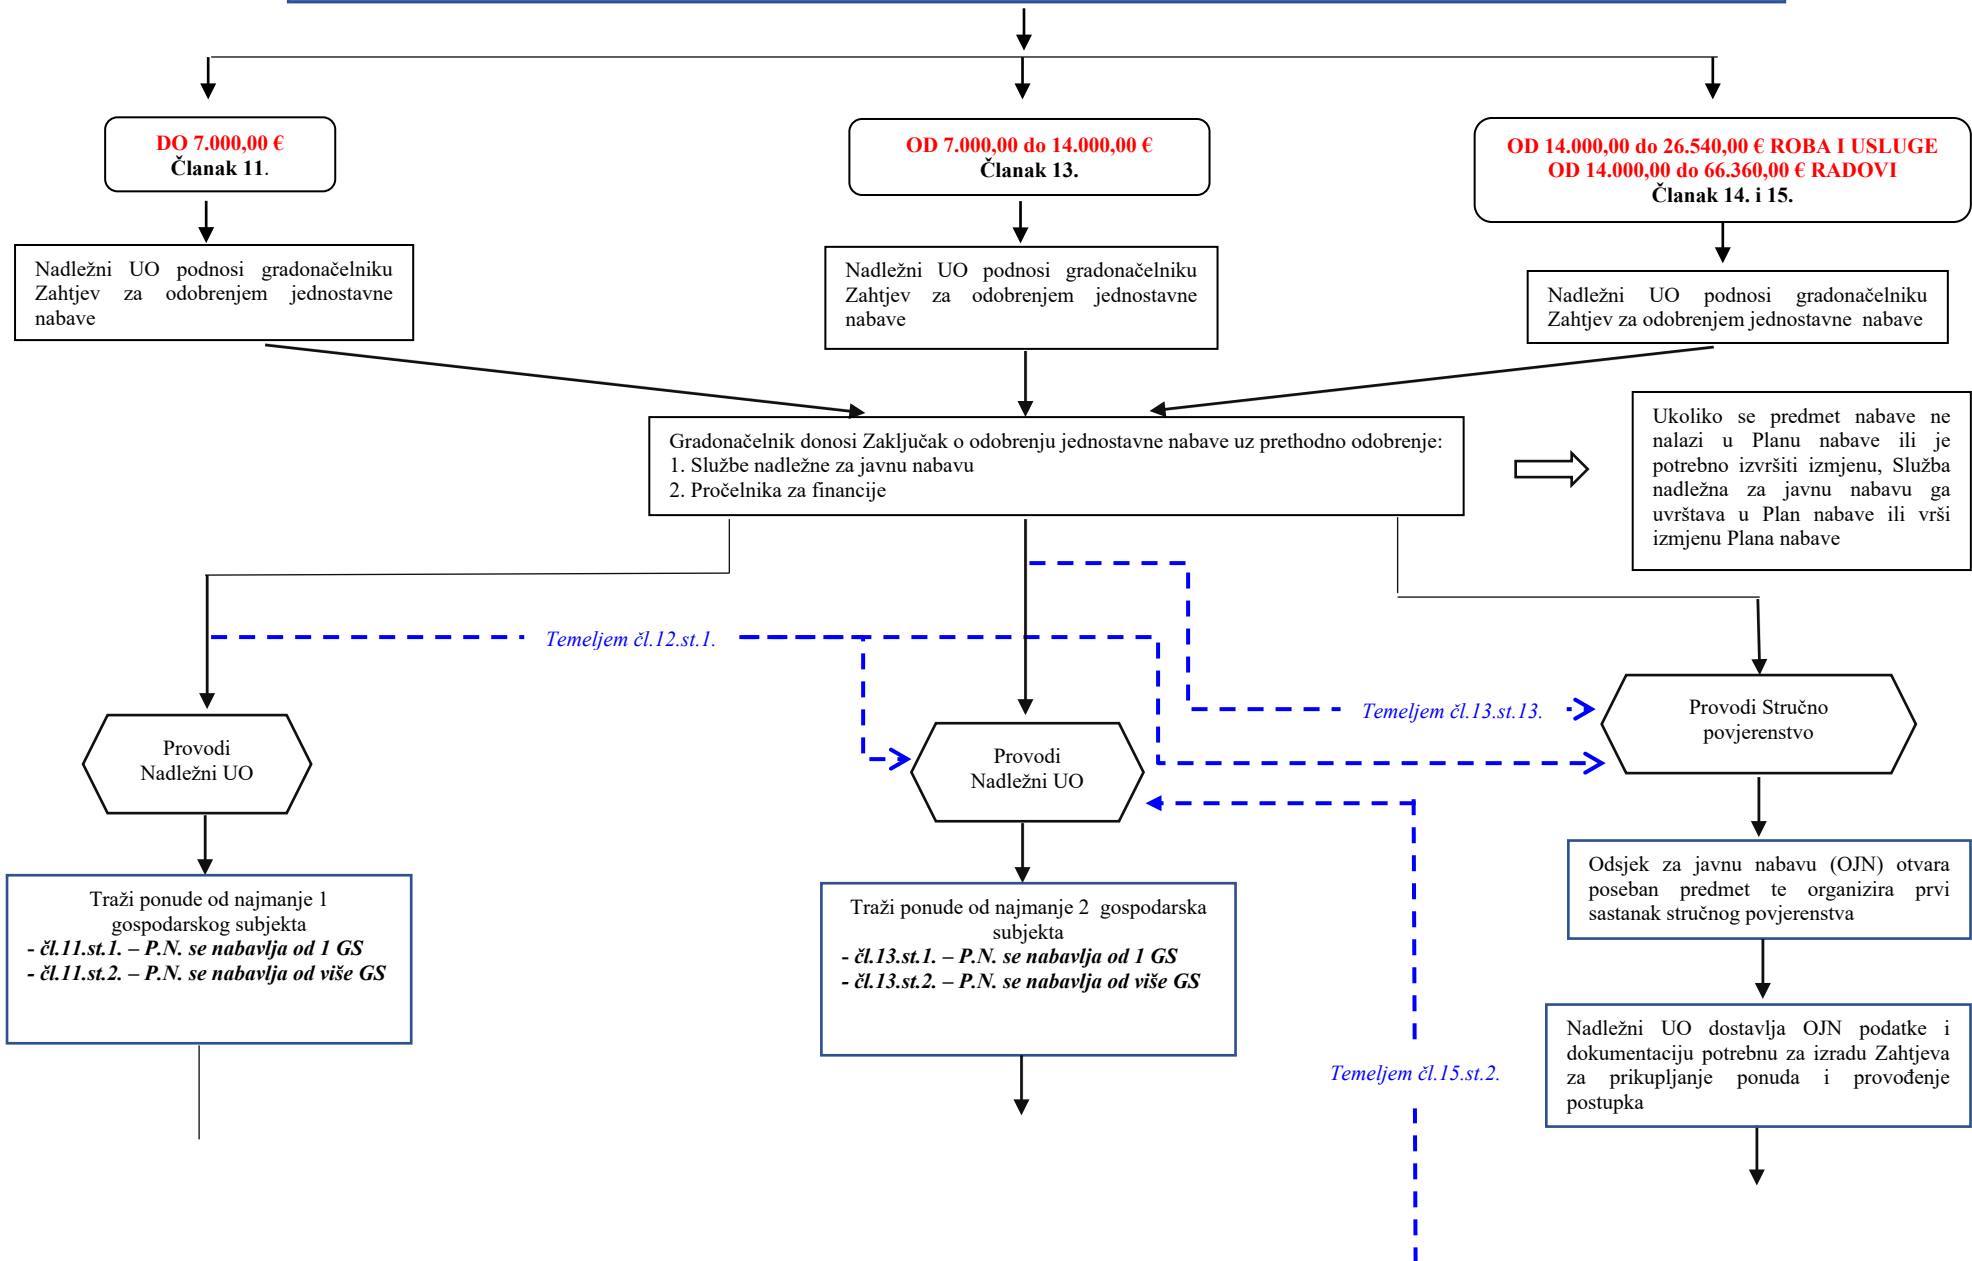 DO 7.000,00 €
Članak 11.
OD 7.000,00 do 14.000,00 €
Članak 13.
OD 14.000,00 do 26.540,00 € ROBA I USLUGE
OD 14.000,00 do 66.360,00 € RADOVI
Članak 14. i 15.
Nadležni UO podnosi gradonačelniku
Zahtjev za odobrenjem jednostavne
nabave
Nadležni UO podnosi gradonačelniku
Zahtjev za odobrenjem jednostavne
nabave
Nadležni UO podnosi gradonačelniku
Zahtjev za odobrenjem jednostavne nabave
Gradonačelnik donosi Zaključak o odobrenju jednostavne nabave uz prethodno odobrenje:
1. Službe nadležne za javnu nabavu
2. Pročelnika za financije
Ukoliko se predmet nabave ne
nalazi u Planu nabave ili je
potrebno izvršiti izmjenu, Služba
nadležna za javnu nabavu ga
uvrštava u Plan nabave ili vrši
izmjenu Plana nabave
Temeljem čl.12.st.1.
Temeljem čl.13.st.13.
Provodi
Nadležni UO
Provodi
Nadležni UO
Provodi Stručno
povjerenstvo
Traži ponude od najmanje 1
gospodarskog subjekta
- čl.11.st.1. – P.N. se nabavlja od 1 GS
- čl.11.st.2. – P.N. se nabavlja od više GS
Traži ponude od najmanje 2 gospodarska
subjekta
- čl.13.st.1. – P.N. se nabavlja od 1 GS
- čl.13.st.2. – P.N. se nabavlja od više GS
Odsjek za javnu nabavu (OJN) otvara
poseban predmet te organizira prvi
sastanak stručnog povjerenstva
Temeljem čl.15.st.2.
Nadležni UO dostavlja OJN podatke i
dokumentaciju potrebnu za izradu Zahtjeva
za prikupljanje ponuda i provođenje
postupka